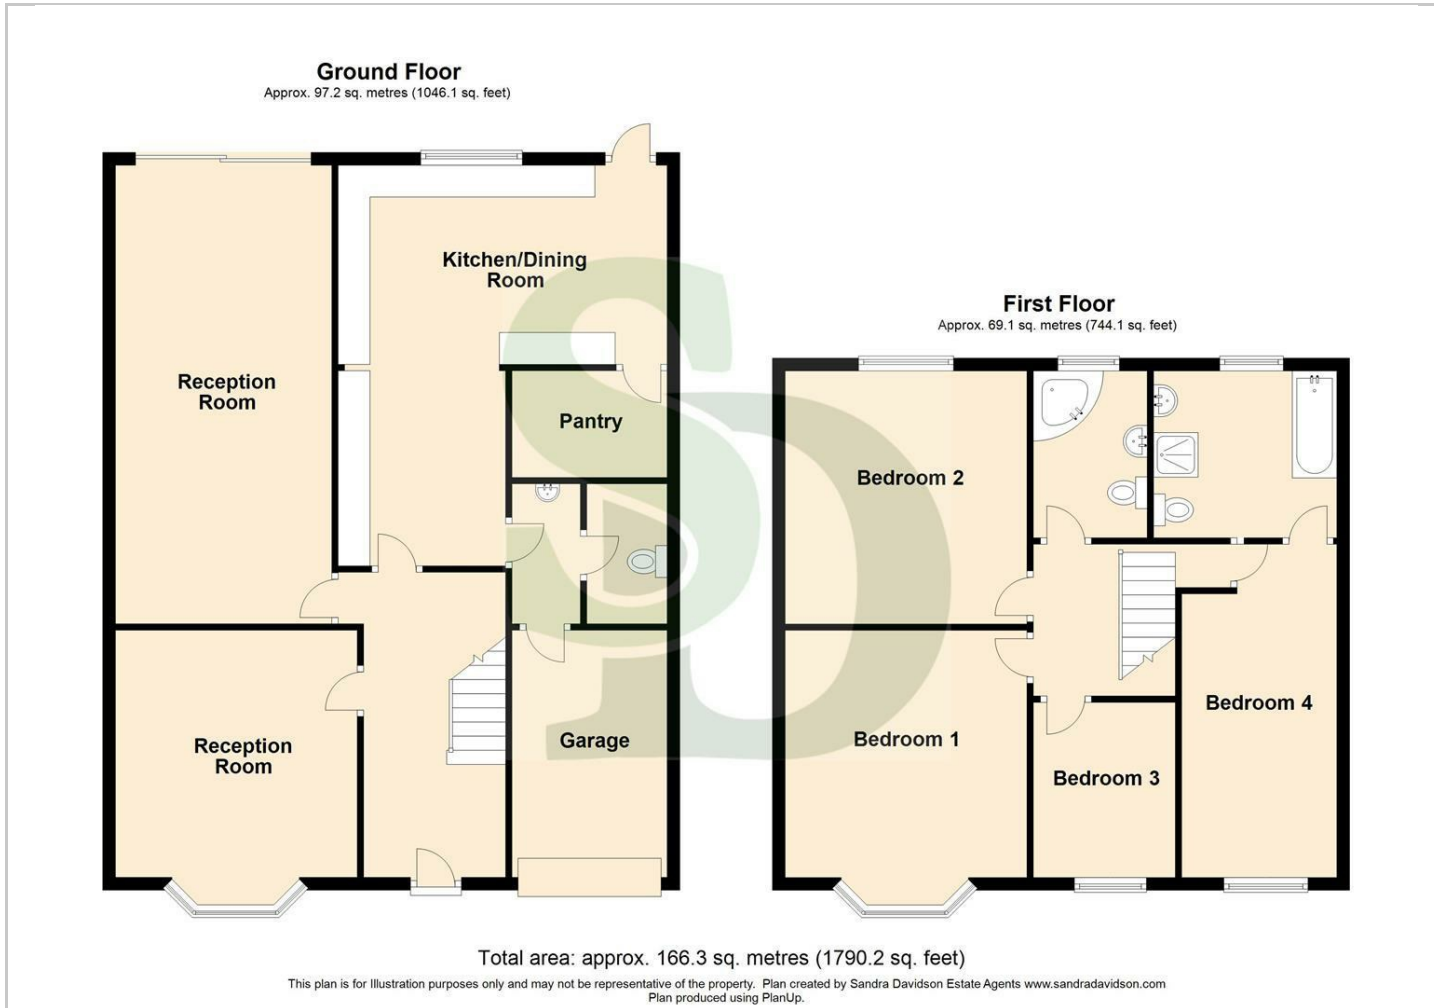 Ground Floor
Approx. 97.2 sq. metres (1046.1 sq. feet)
Kitchen/Dining
Room
Reception
Room
Pantry
Reception
Room
Garage
First Floor
Approx. 69.1 sq. metres (744.1 sq. feet)
Bedroom 2
Bedroom 4
Bedroom 1
Bedroom 3
SD
Total area: approx. 166.3 sq. metres (1790.2 sq. feet)
This plan is for Illustration purposes only and may not be representative of the property. Plan created by Sandra Davidson Estate Agents www.sandradavidson.com
Plan produced using PlanUp.